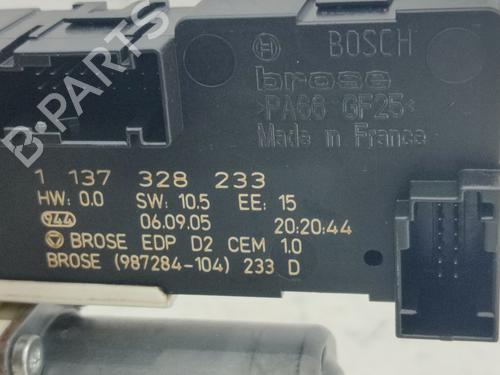 BOSCH
brose
>PA66 GF25<
Made in France
1 137 328 233
HW: 0.0 SW: 10.5 EE: 15
944 06.09.05 20:20:44
BROSE EDP D2 CEM 1.0
BROSE (987284-104) 233 D
B-PARTS